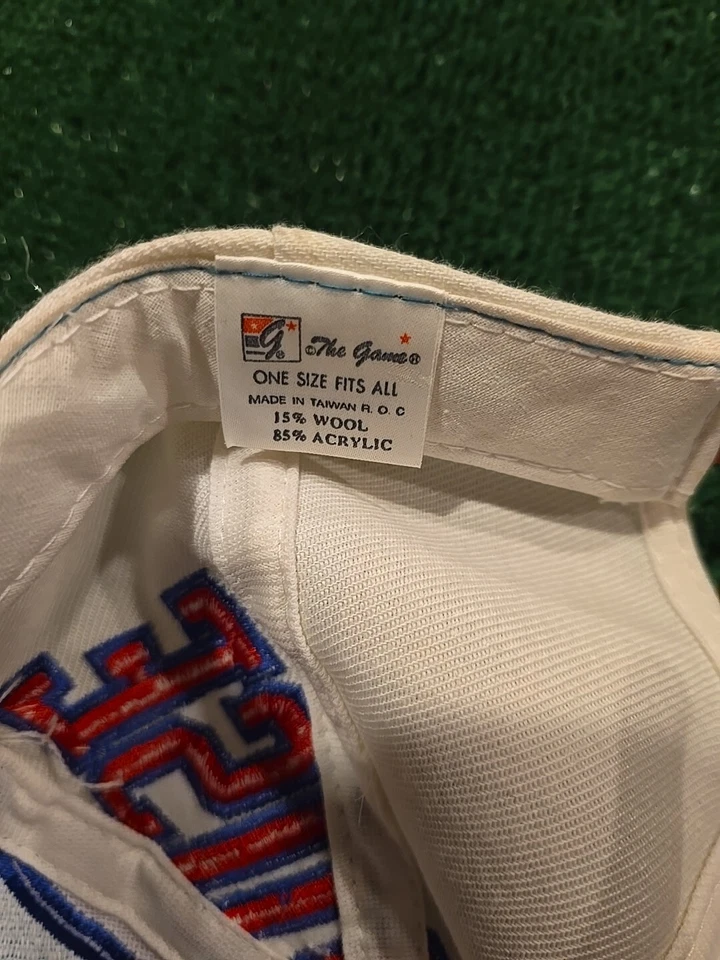 G® ©The Game®
ONE SIZE FITS ALL
MADE IN TAIWAN R. O. C
15% WOOL
85% ACRYLIC